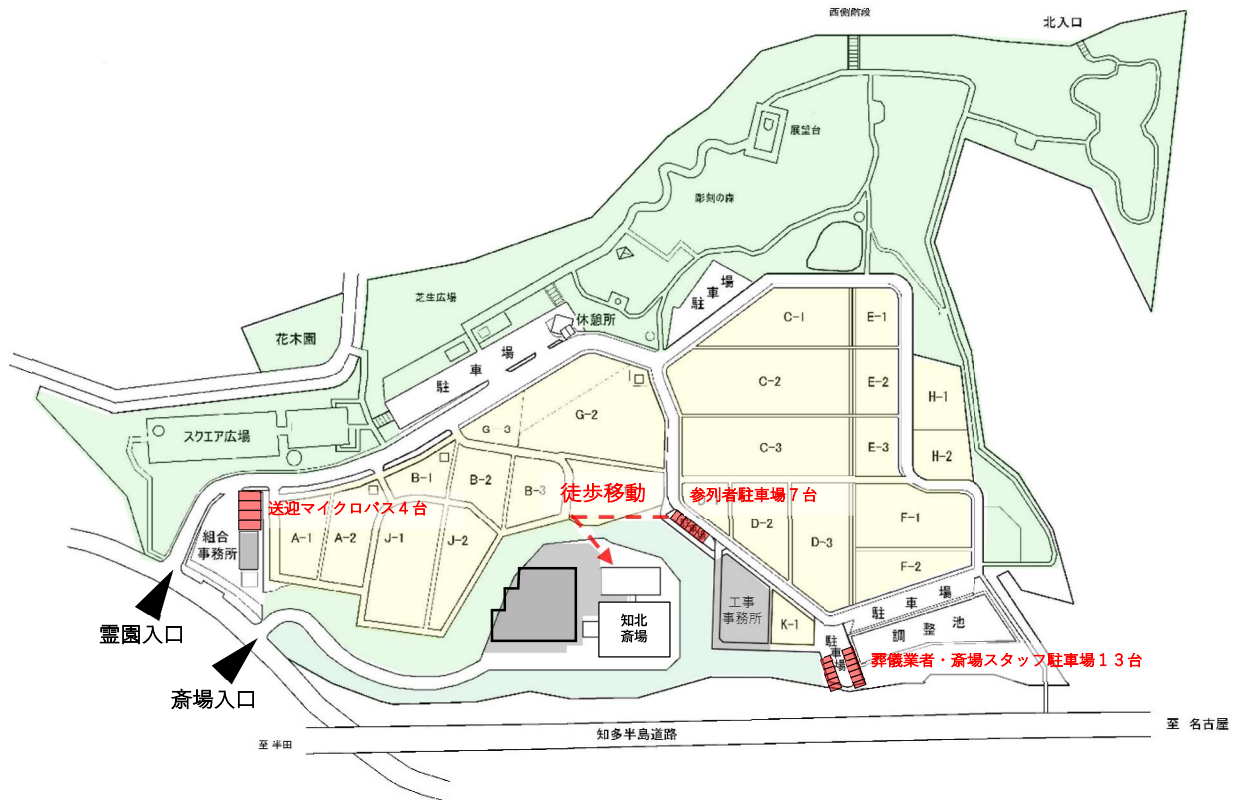 西側階段
北入口
展望台
彫刻の森
芝生広場
花木園
休憩所
駐車場
駐車場
スクエア広場
C-1
E-1
C-2
E-2
H-1
C-3
E-3
H-2
G-2
G-3
B-1
B-2
B-3
A-1
A-2
J-1
J-2
徒歩移動
参列者駐車場7台
送迎マイクロバス4台
D-2
D-3
F-1
F-2
組合
事務所
工事
事務所
K-1
知北
斎場
駐車場
調整池
駐車場
葬儀業者・斎場スタッフ駐車場13台
霊園入口
斎場入口
至 半田
知多半島道路
至 名古屋